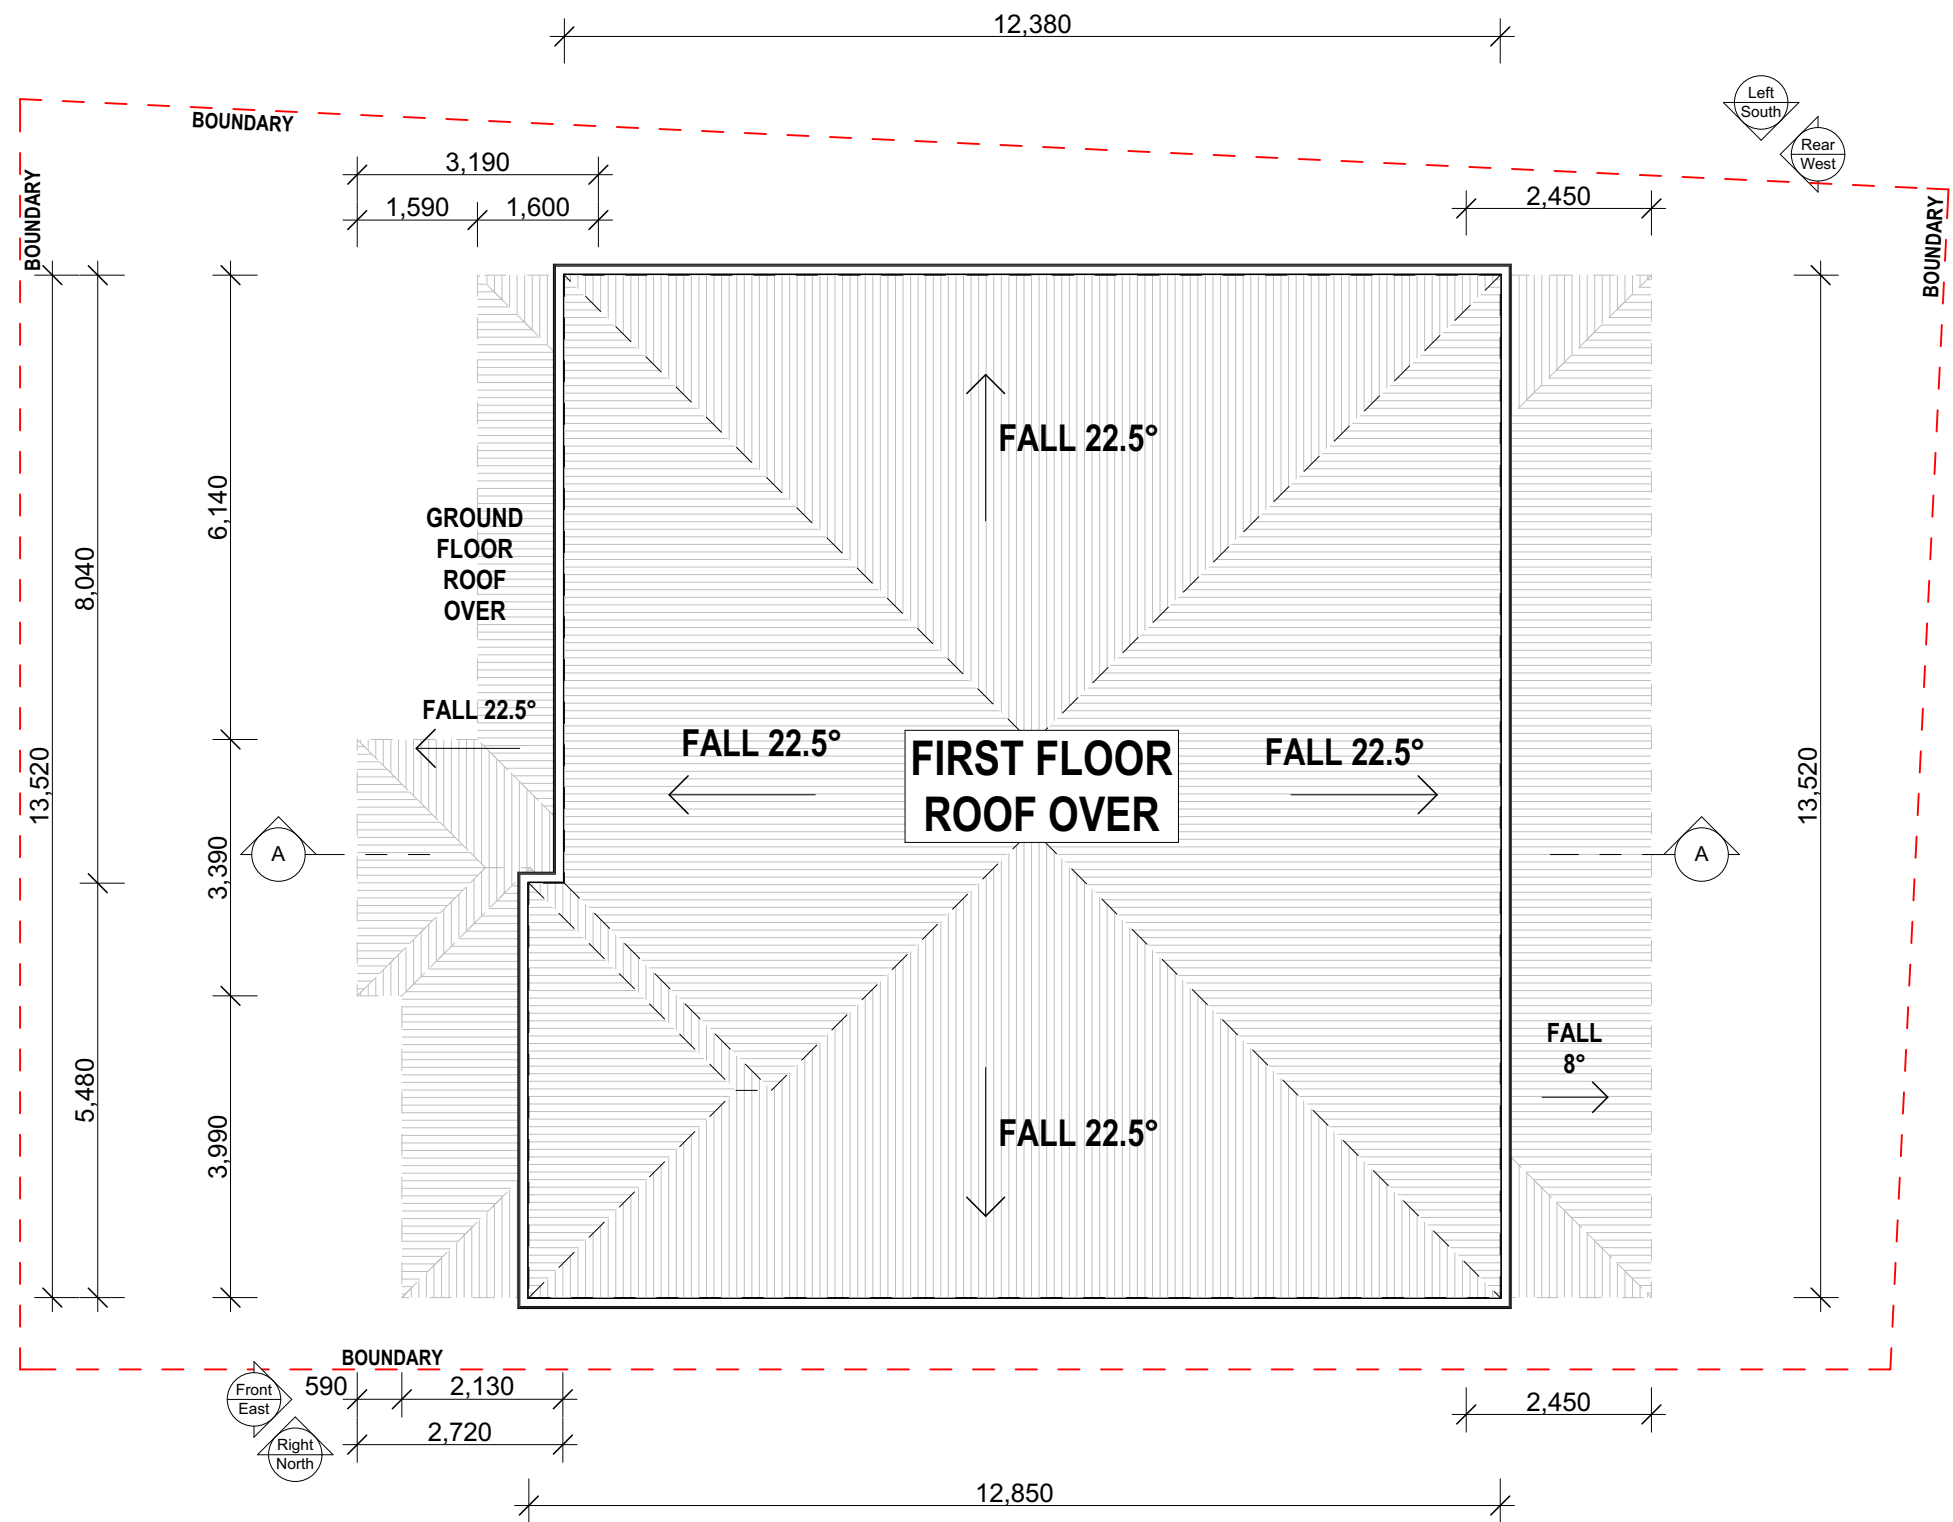 12,380
Left
South
Rear
West
BOUNDARY
BOUNDARY
BOUNDARY
3,190
1,590
1,600
2,450
6,140
8,040
13,520
3,390
5,480
3,990
13,520
GROUND
FLOOR
ROOF
OVER
FALL 22.5°
FALL 22.5°
FALL 22.5°
FIRST FLOOR
ROOF OVER
FALL 22.5°
A
A
FALL
8°
FALL 22.5°
BOUNDARY
Front
East
Right
North
590
2,130
2,720
2,450
12,850